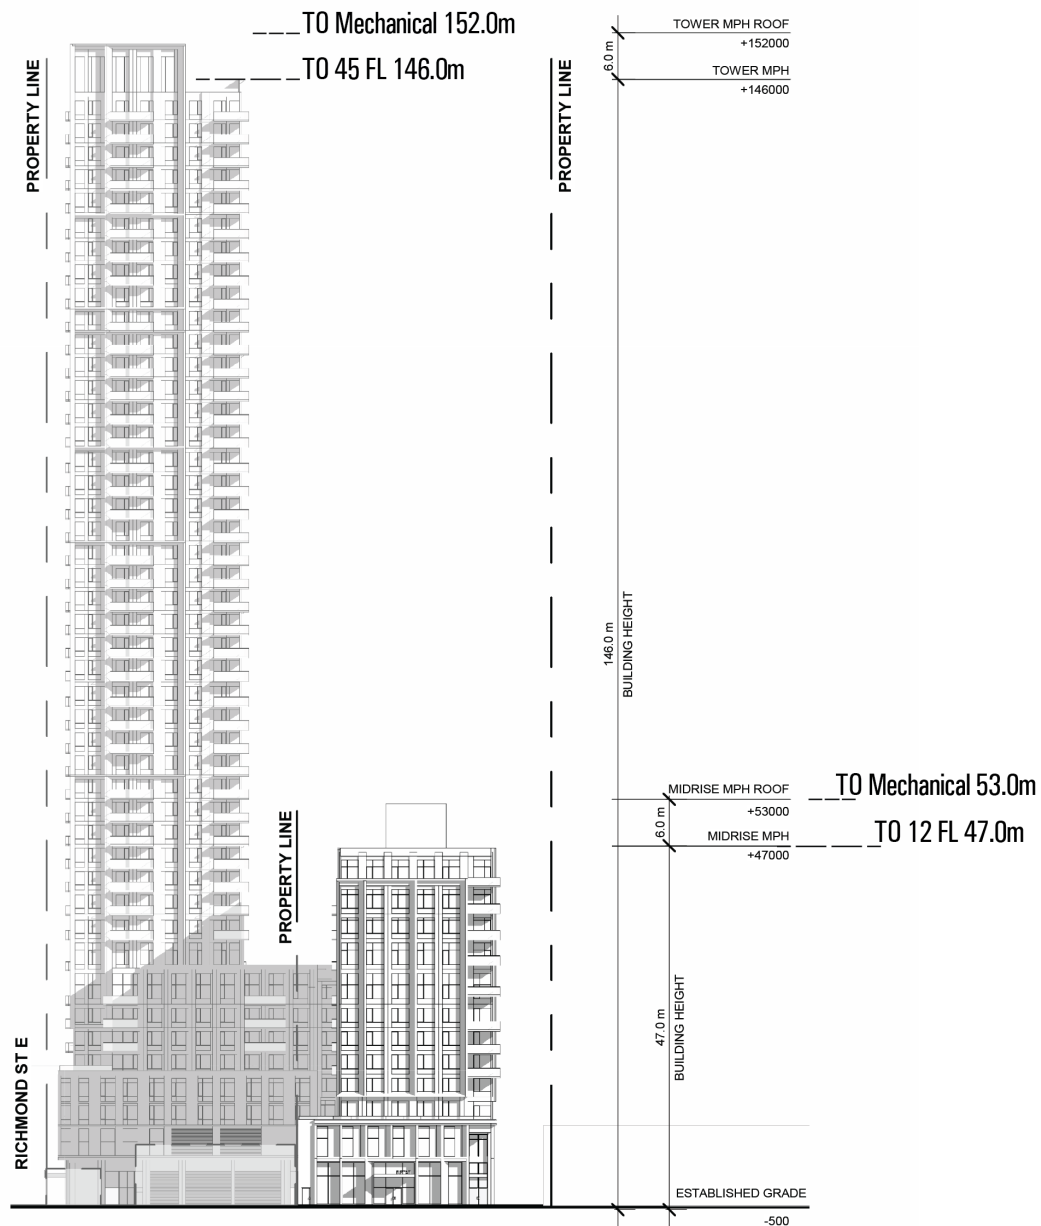 TO Mechanical 152.0m
TO 45 FL 146.0m
PROPERTY LINE
PROPERTY LINE
TOWER MPH ROOF
+152000
6.0 m
TOWER MPH
+146000
146.0 m
BUILDING HEIGHT
MIDRISE MPH ROOF
+53000
TO Mechanical 53.0m
6.0 m
MIDRISE MPH
+47000
TO 12 FL 47.0m
PROPERTY LINE
47.0 m
BUILDING HEIGHT
RICHMOND ST E
ESTABLISHED GRADE
-500